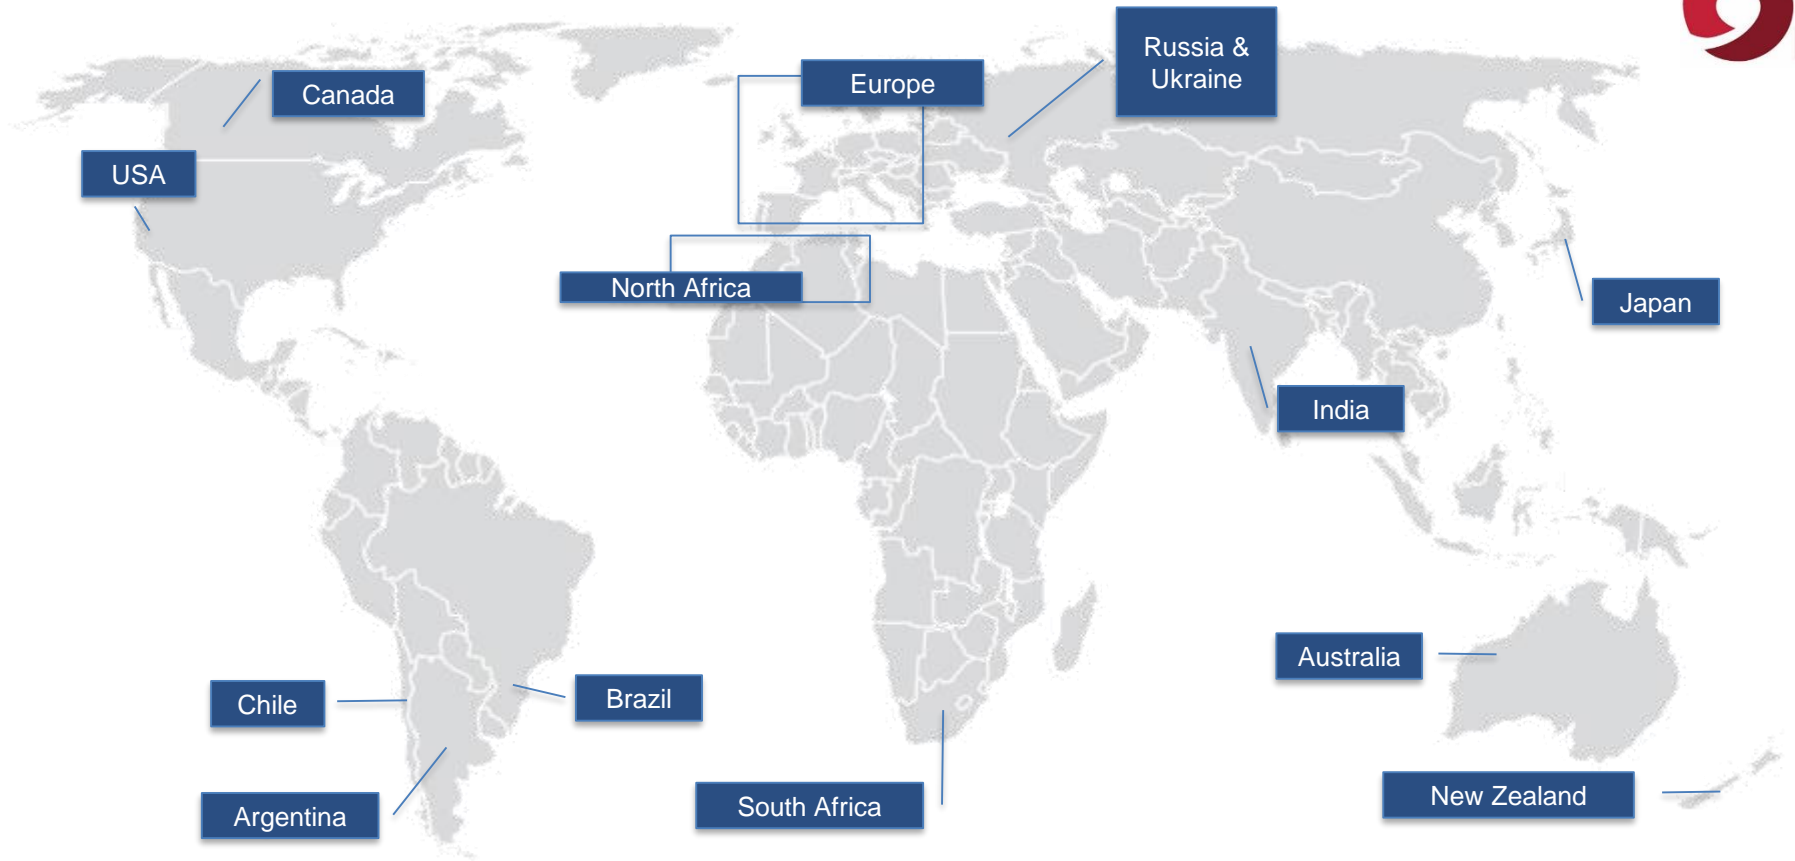 Russia &
Ukraine
Europe
Canada
USA
North Africa
Japan
India
Australia
Chile
Brazil
New Zealand
South Africa
Argentina